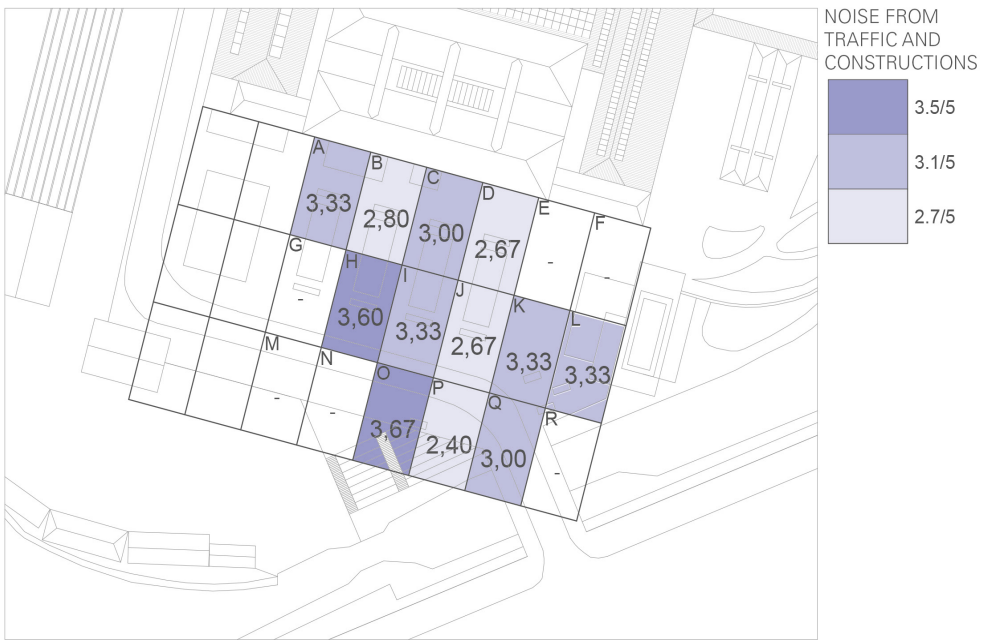 NOISE FROM
TRAFFIC AND
CONSTRUCTIONS
3.5/5
3.1/5
2.7/5
A
3,33
B
2,80
C
3,00
D
2,67
E
-
F
-
G
-
H
3,60
I
3,33
J
2,67
K
3,33
L
3,33
M
-
N
-
O
3,67
P
2,40
Q
3,00
R
-